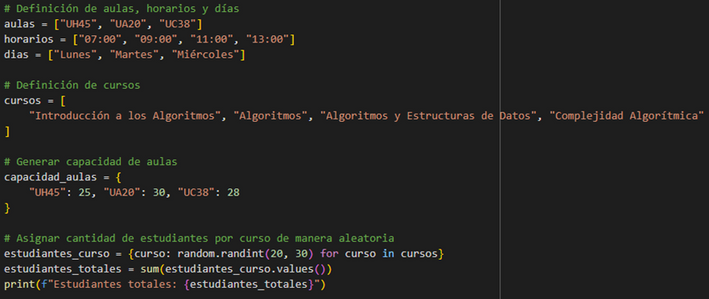 # Definición de aulas, horarios y días
aulas = ["UH45", "UA20", "UC38"]
horarios = ["07:00", "09:00", "11:00", "13:00"]
dias = ["Lunes", "Martes", "Miércoles"]

# Definición de cursos
cursos = [
    "Introducción a los Algoritmos", "Algoritmos", "Algoritmos y Estructuras de Datos", "Complejidad Algorítmica"
]

# Generar capacidad de aulas
capacidad_aulas = {
    "UH45": 25, "UA20": 30, "UC38": 28
}

# Asignar cantidad de estudiantes por curso de manera aleatoria
estudiantes_curso = {curso: random.randint(20, 30) for curso in cursos}
estudiantes_totales = sum(estudiantes_curso.values())
print(f"Estudiantes totales: {estudiantes_totales}")